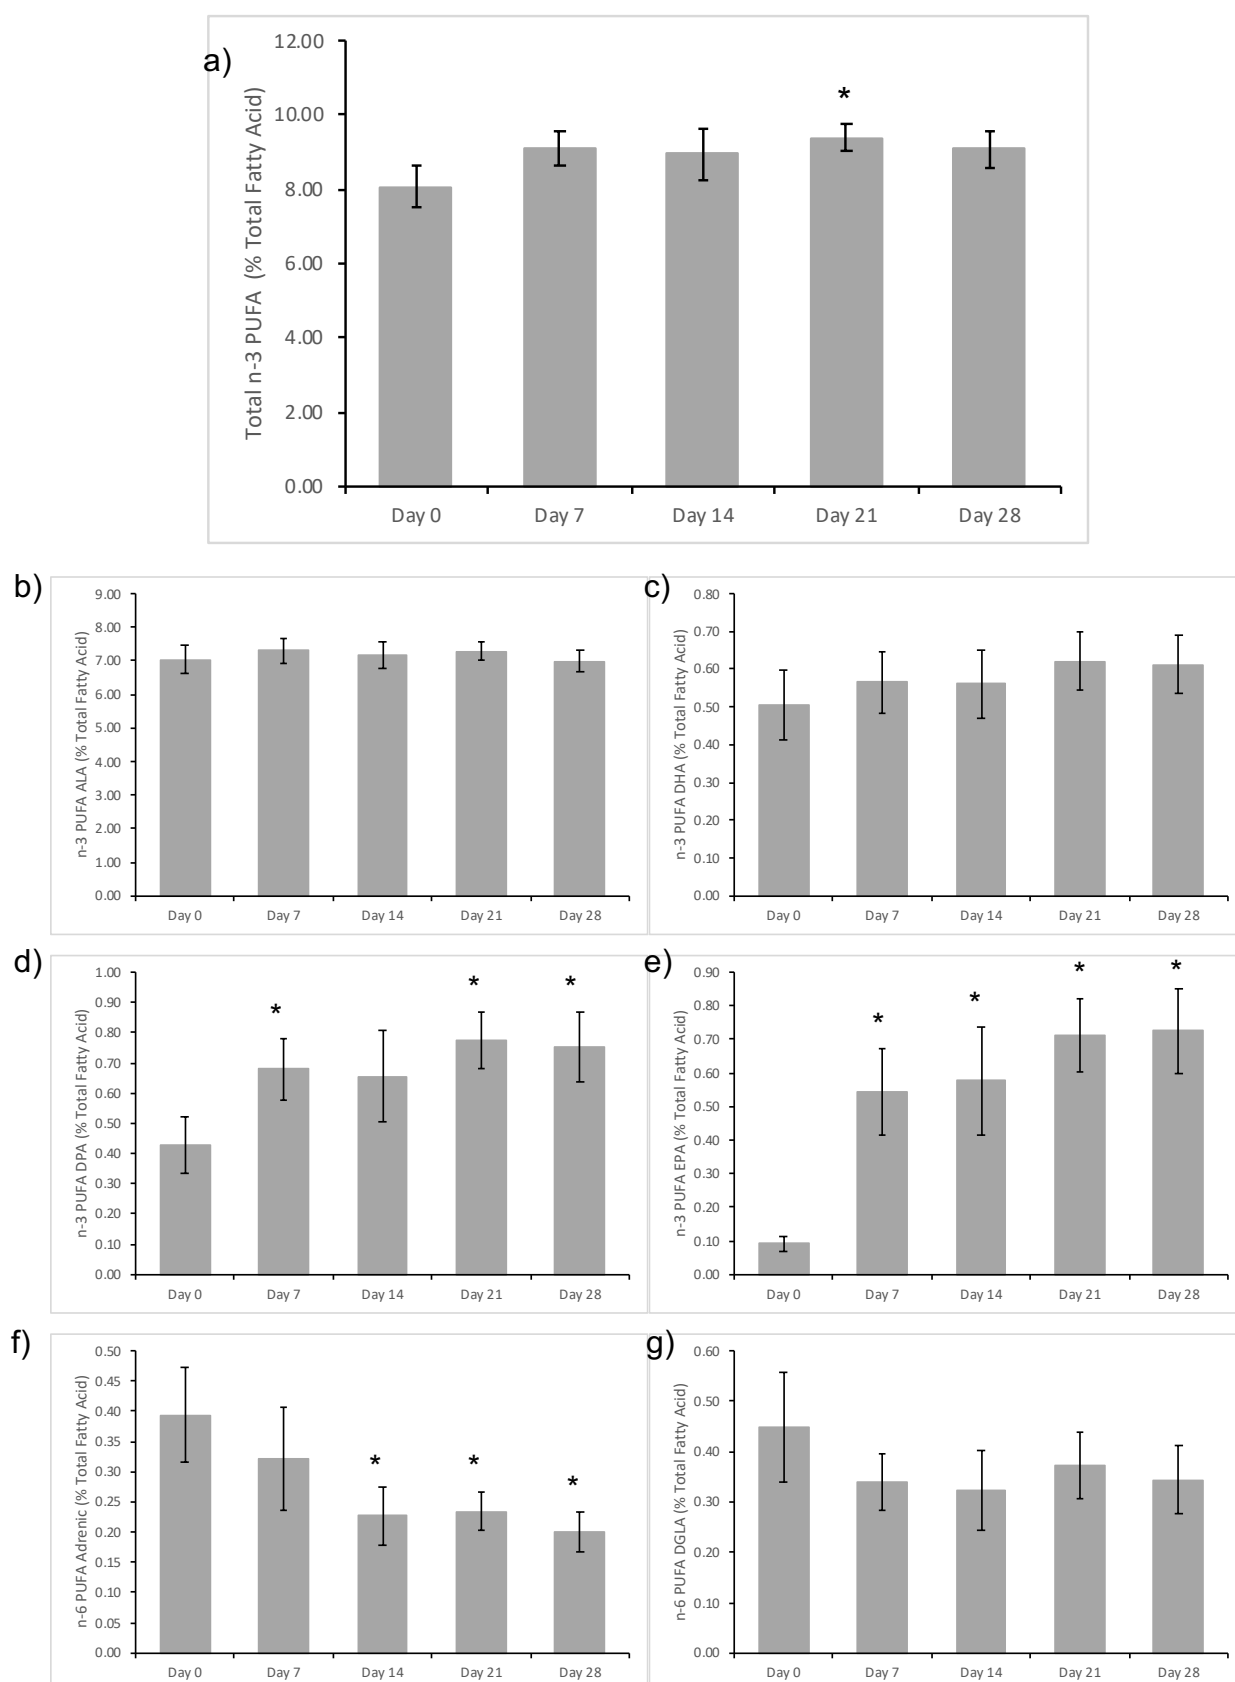 a)
Total n-3 PUFA (% Total Fatty Acid)
12.00
10.00
8.00
6.00
4.00
2.00
0.00
*
Day 0 Day 7 Day 14 Day 21 Day 28
b)
n-3 PUFA ALA (% Total Fatty Acid)
9.00
8.00
7.00
6.00
5.00
4.00
3.00
2.00
1.00
0.00
Day 0 Day 7 Day 14 Day 21 Day 28
c)
n-3 PUFA DHA (% Total Fatty Acid)
0.80
0.70
0.60
0.50
0.40
0.30
0.20
0.10
0.00
Day 0 Day 7 Day 14 Day 21 Day 28
d)
n-3 PUFA DPA (% Total Fatty Acid)
1.00
0.90
0.80
0.70
0.60
0.50
0.40
0.30
0.20
0.10
0.00
* * *
Day 0 Day 7 Day 14 Day 21 Day 28
e)
n-3 PUFA EPA (% Total Fatty Acid)
0.90
0.80
0.70
0.60
0.50
0.40
0.30
0.20
0.10
0.00
* * * *
Day 0 Day 7 Day 14 Day 21 Day 28
f)
n-6 PUFA Adrenic (% Total Fatty Acid)
0.50
0.45
0.40
0.35
0.30
0.25
0.20
0.15
0.10
0.05
0.00
* * *
Day 0 Day 7 Day 14 Day 21 Day 28
g)
n-6 PUFA DGLA (% Total Fatty Acid)
0.60
0.50
0.40
0.30
0.20
0.10
0.00
Day 0 Day 7 Day 14 Day 21 Day 28